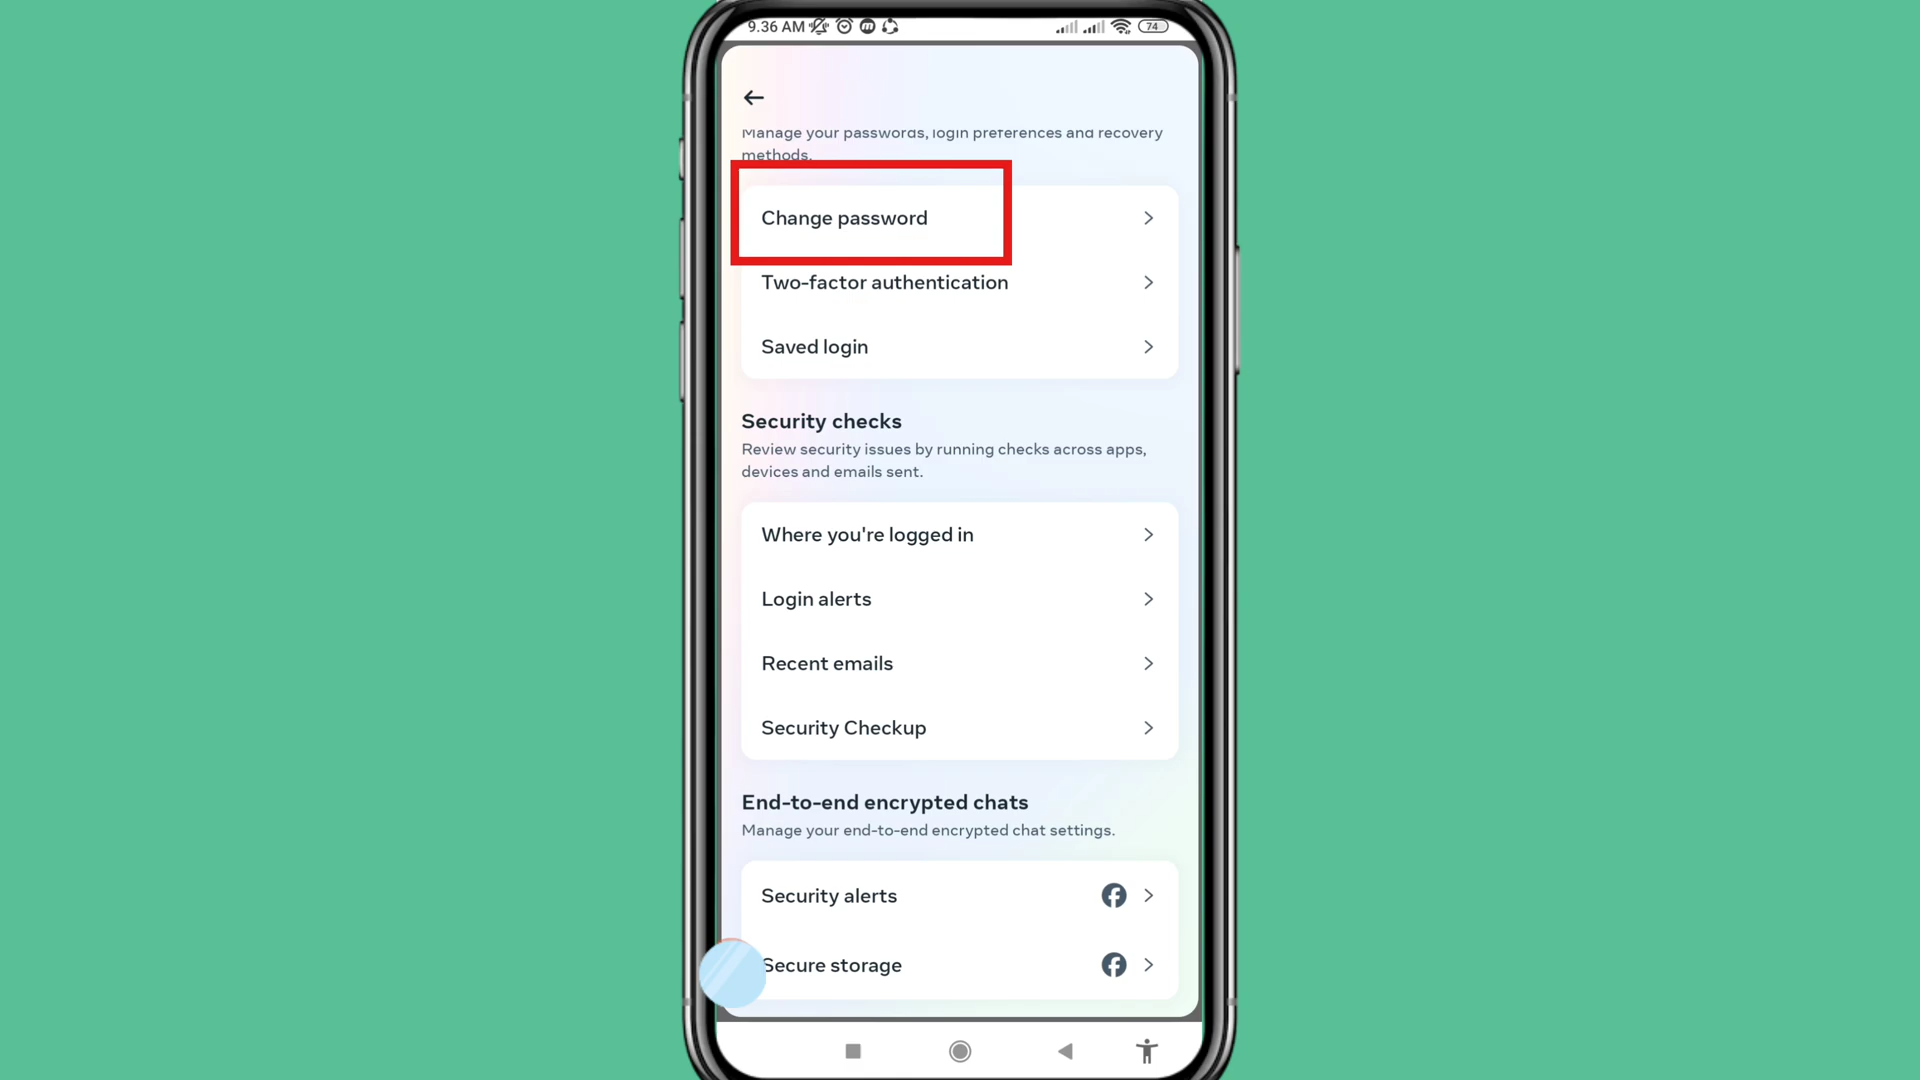 9.36 AM
74
Manage your passwords, login preferences and recovery
methods.
Change password
Two-factor authentication
Saved login
Security checks
Review security issues by running checks across apps,
devices and emails sent.
Where you're logged in
Login alerts
Recent emails
Security Checkup
End-to-end encrypted chats
Manage your end-to-end encrypted chat settings.
Security alerts
Secure storage